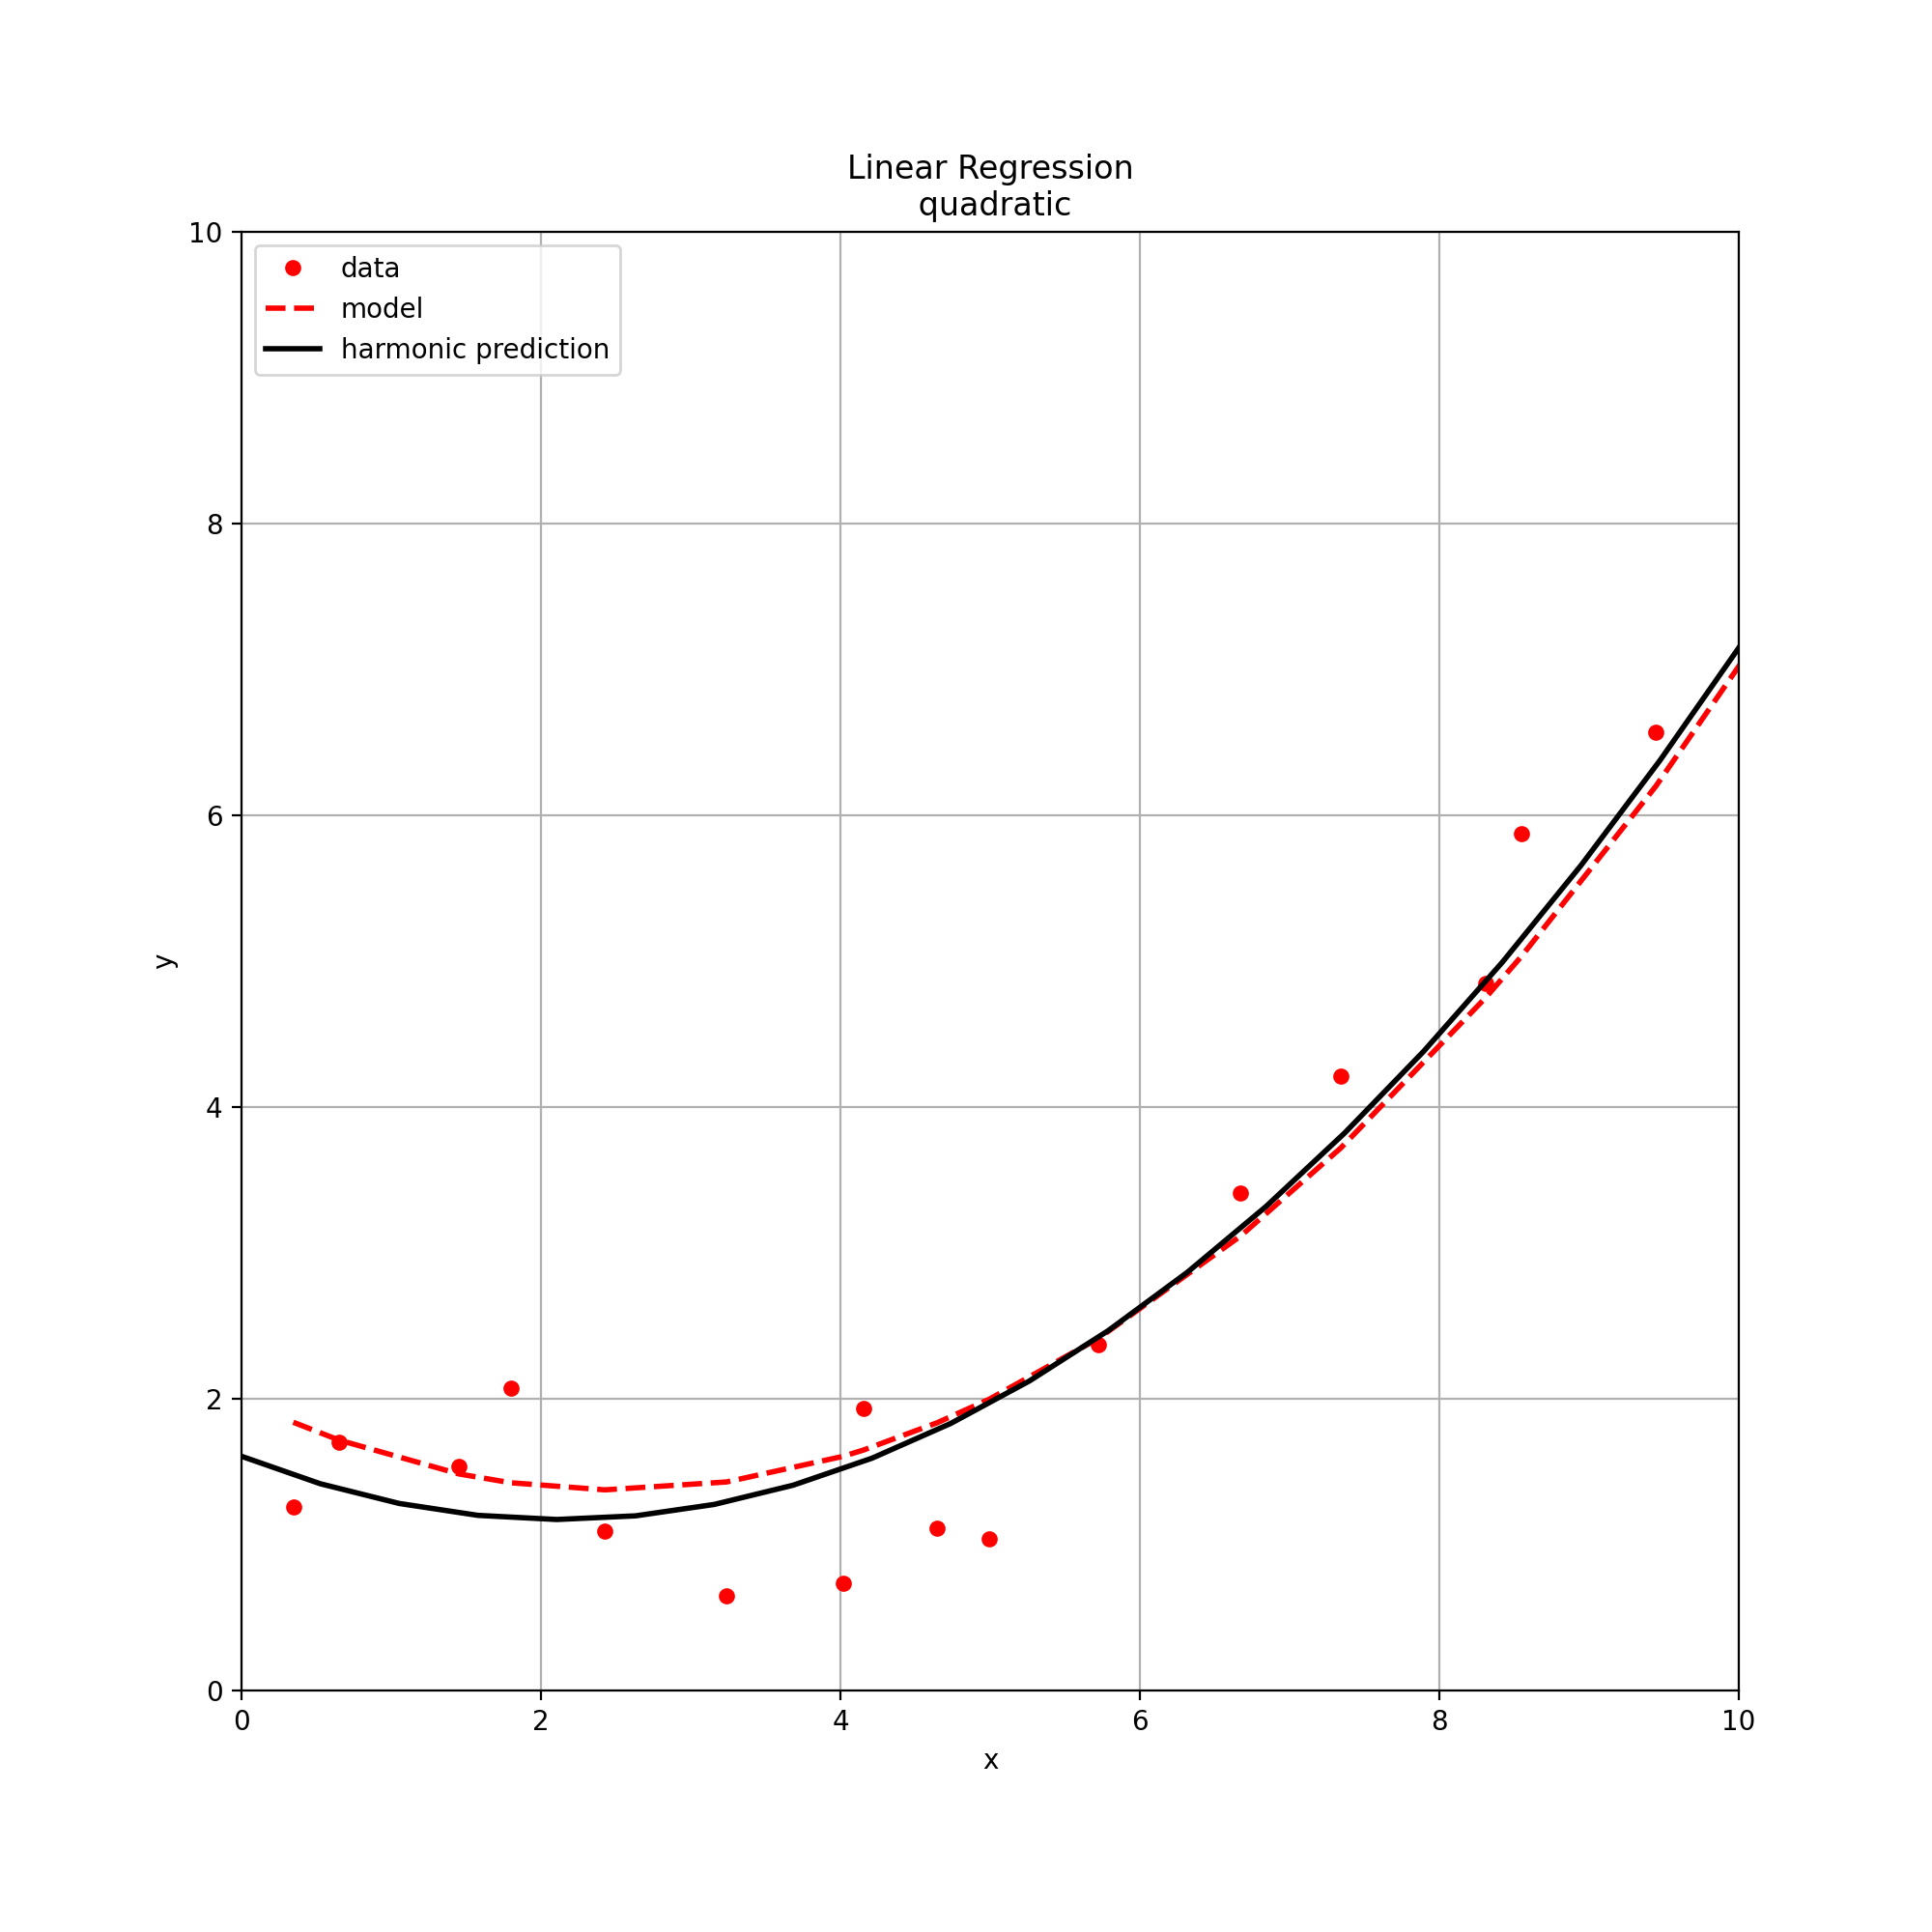 Linear Regression
quadratic
data
model
harmonic prediction
10
8
6
4
2
0
y
0 2 4 6 8 10
x